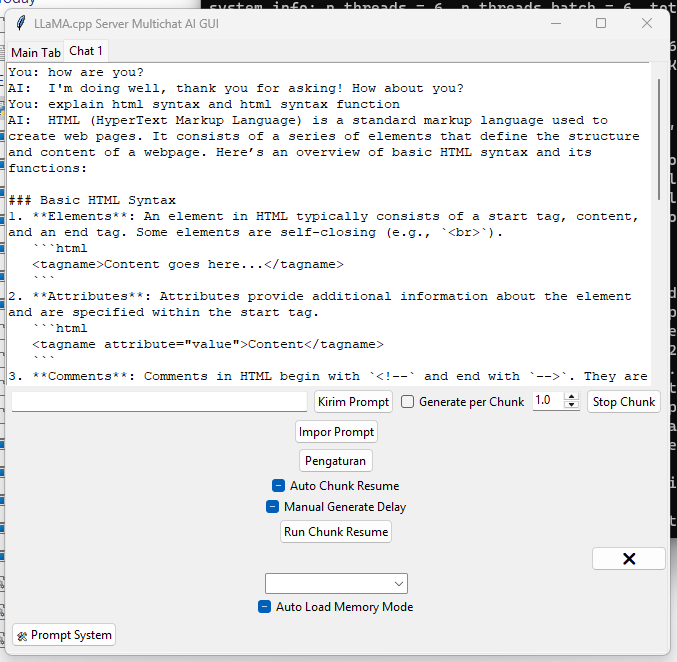 system info: n_threads = 6, n_threads_batch = 6, tot
LLaMA.cpp Server Multichat AI GUI
Main Tab Chat 1
You: how are you?
AI:  I'm doing well, thank you for asking! How about you?
You: explain html syntax and html syntax function
AI:  HTML (HyperText Markup Language) is a standard markup language used to
create web pages. It consists of a series of elements that define the structure
and content of a webpage. Here’s an overview of basic HTML syntax and its
functions:
### Basic HTML Syntax
1. **Elements**: An element in HTML typically consists of a start tag, content,
and an end tag. Some elements are self-closing (e.g., `<br>`).
```html
<tagname>Content goes here...</tagname>
```
2. **Attributes**: Attributes provide additional information about the element
and are specified within the start tag.
```html
<tagname attribute="value">Content</tagname>
```
3. **Comments**: Comments in HTML begin with `<!--` and end with `-->`. They are
Kirim Prompt Generate per Chunk 1.0 Stop Chunk
Impor Prompt
Pengaturan
Auto Chunk Resume
Manual Generate Delay
Run Chunk Resume
Auto Load Memory Mode
Prompt System